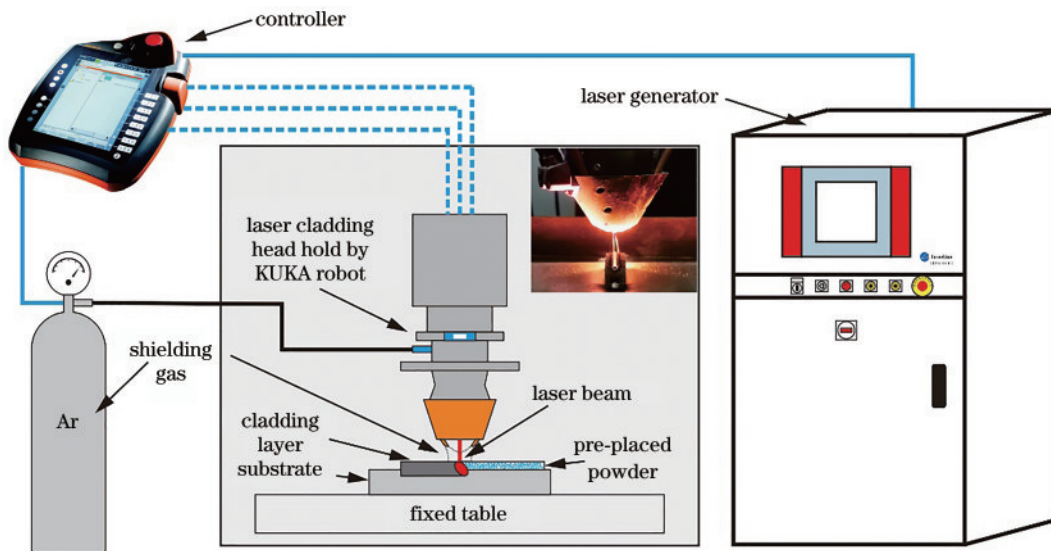 controller
laser generator
laser cladding
head hold by
KUKA robot
shielding
gas
Ar
laser beam
cladding
layer
substrate
pre-placed
powder
fixed table